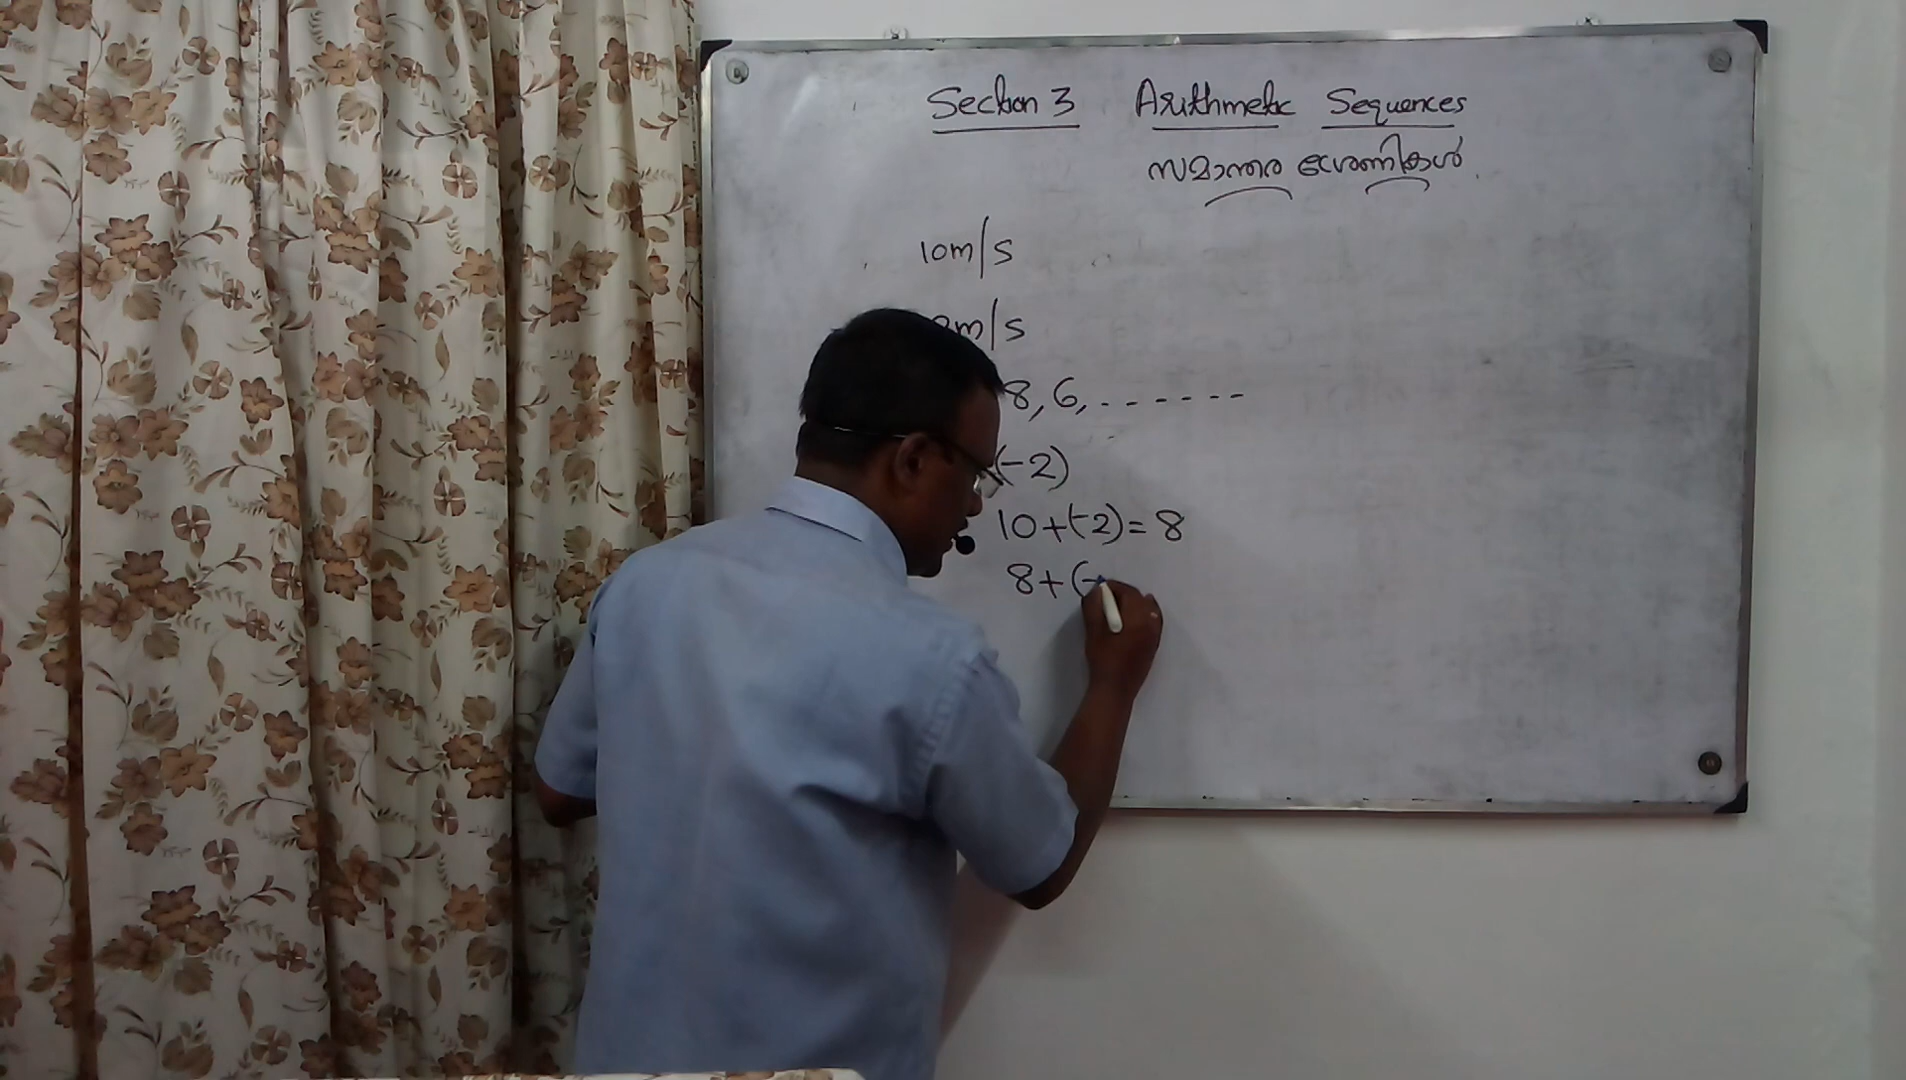 Section 3 Arithmetic Sequences
സമാന്തര ശ്രേണികൾ
10m/s
m/s
8, 6, - - - - - -
(-2)
10+(-2)=8
8+(-